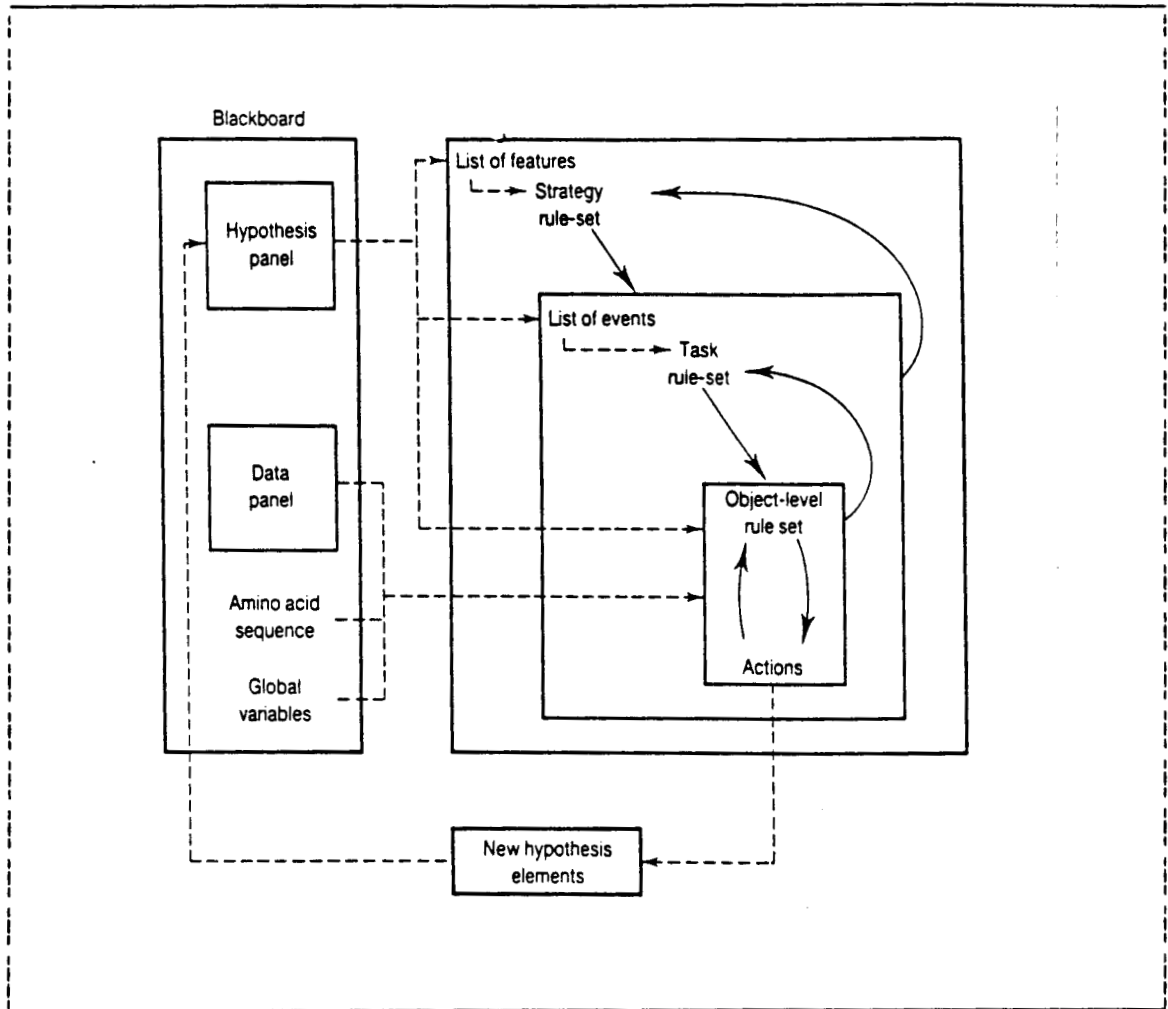 Blackboard
Hypothesis
panel
Data
panel
Amino acid
sequence
Global
variables
List of features
Strategy
rule-set
List of events
Task
rule-set
Object-level
rule set
Actions
New hypothesis
elements